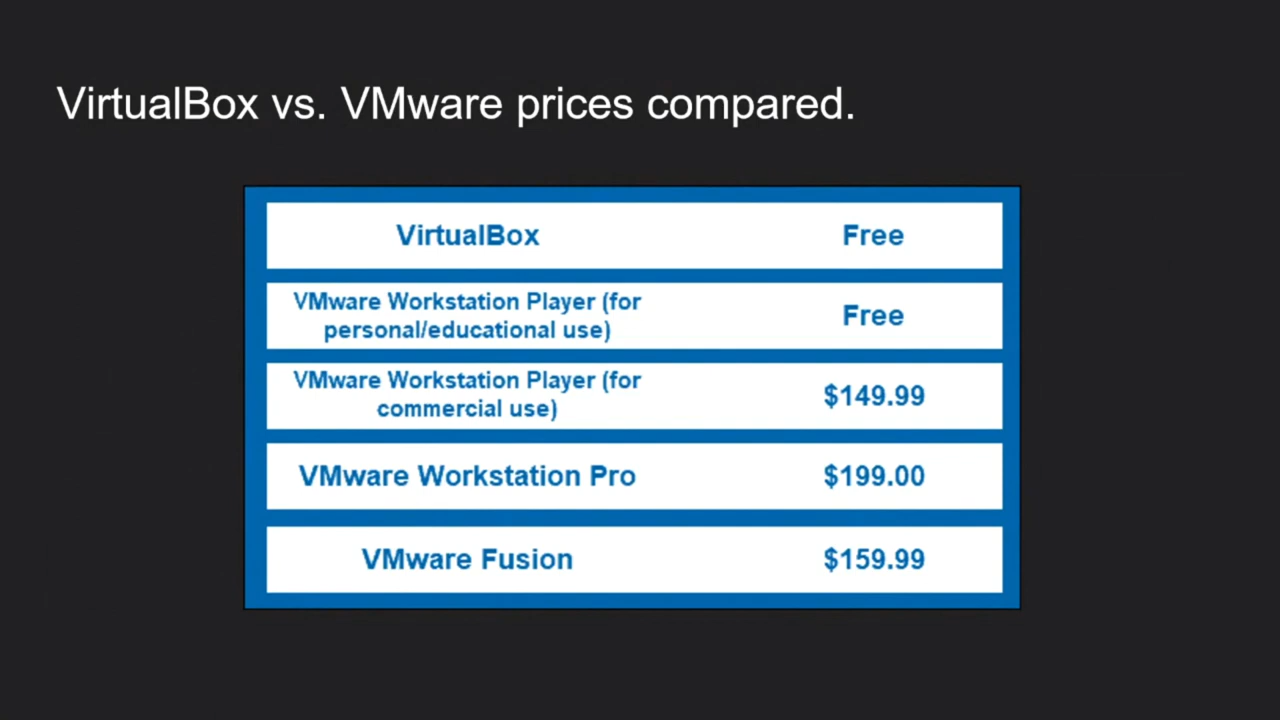 VirtualBox vs. VMware prices compared.
VirtualBox Free
VMware Workstation Player (for
personal/educational use) Free
VMware Workstation Player (for
commercial use) $149.99
VMware Workstation Pro $199.00
VMware Fusion $159.99